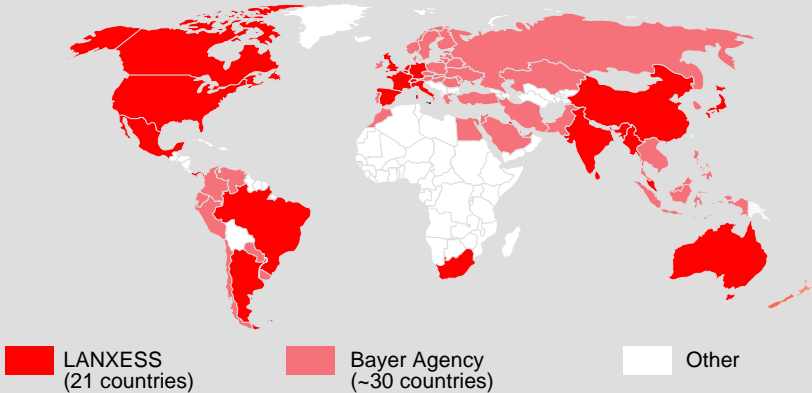 LANXESS
(21 countries)
Bayer Agency
(~30 countries)
Other